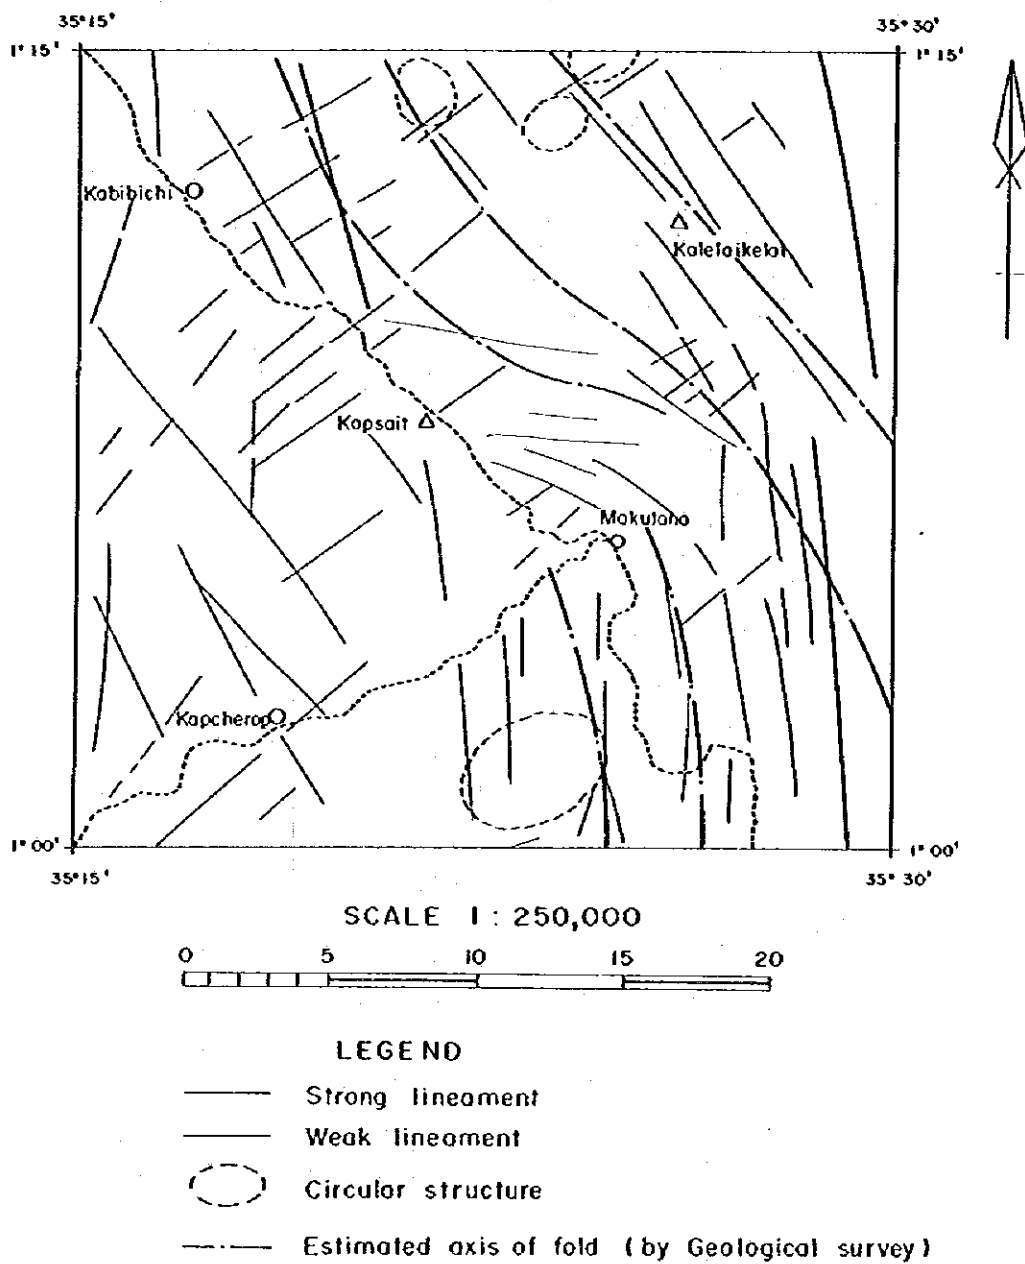 35°15'
35°30'
1°15'
1°15'
Kabibichi
Kalefaikelat
Kapsait
Makutano
Kapcherop
1°00'
1°00'
35°15'
35°30'
SCALE 1 : 250,000
0 5 10 15 20
LEGEND
Strong lineament
Weak lineament
Circular structure
Estimated axis of fold (by Geological survey)